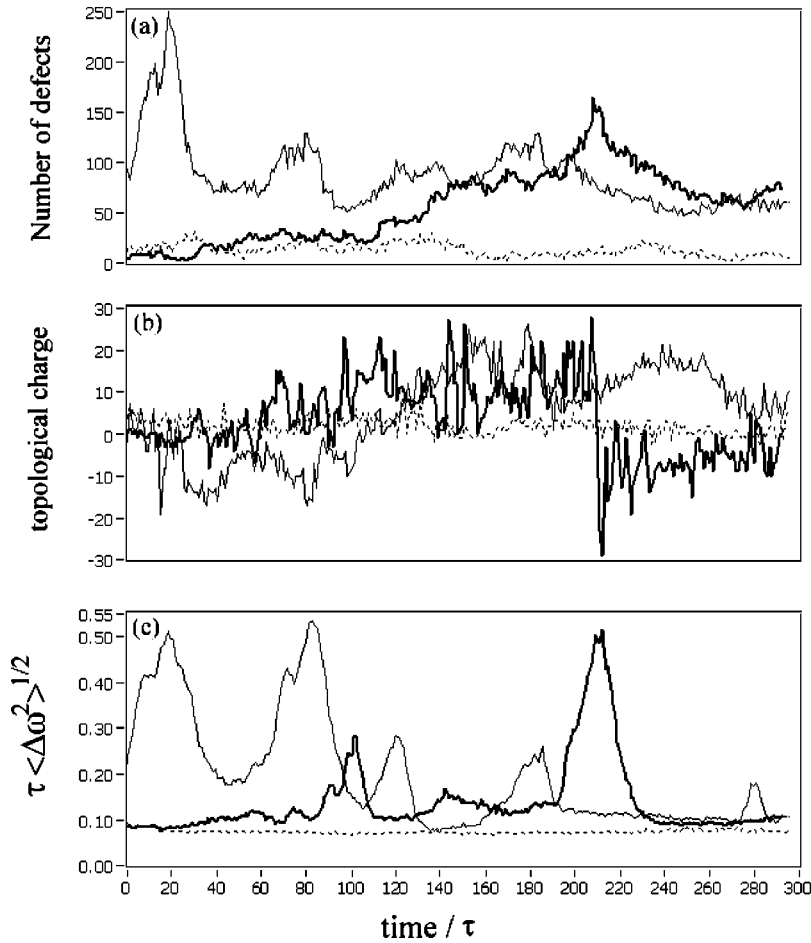 (a)
Number of defects
250
200
150
100
50
0
(b)
topological charge
30
20
10
0
-10
-20
-30
(c)
τ <Δω²>^1/2
0.55
0.50
0.40
0.30
0.20
0.10
0.00
0 20 40 60 80 100 120 140 160 180 200 220 240 260 280 300
time / τ